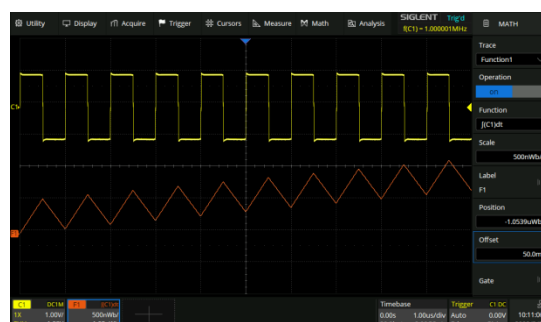 Utility Display Acquire Trigger Cursors Measure Math Analysis
SIGLENT Trig'd
f(C1) = 1.000001MHz
MATH
Trace
Function1
Operation
on
Function
∫(C1)dt
Scale
500nWb/
Label
F1
Position
-1.0539uWb
Offset
50.0m
Gate
C1
F1
C1 DC1M
1X 1.00V/
F1 ∫(C1)dt
500nWb/
Timebase
0.00s 1.00us/div
Trigger C1 DC
Auto 0.00V
10:11:0